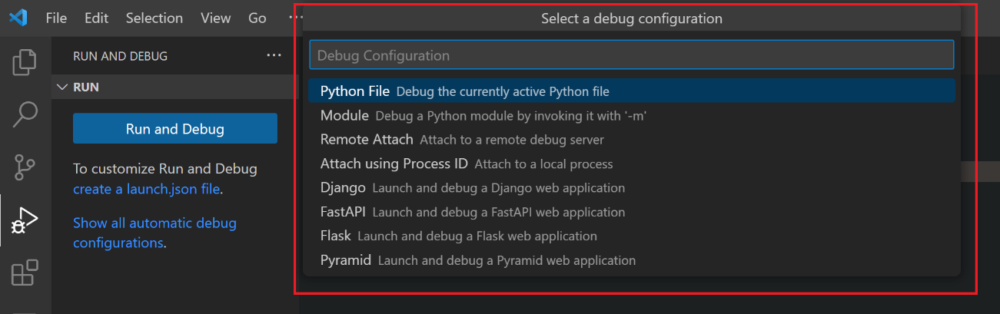 File Edit Selection View Go ...
Select a debug configuration
RUN AND DEBUG ...
Debug Configuration
RUN
Python File Debug the currently active Python file
Run and Debug
Module Debug a Python module by invoking it with '-m'
Remote Attach Attach to a remote debug server
To customize Run and Debug
create a launch.json file.
Attach using Process ID Attach to a local process
Django Launch and debug a Django web application
Show all automatic debug
configurations.
FastAPI Launch and debug a FastAPI web application
Flask Launch and debug a Flask web application
Pyramid Launch and debug a Pyramid web application